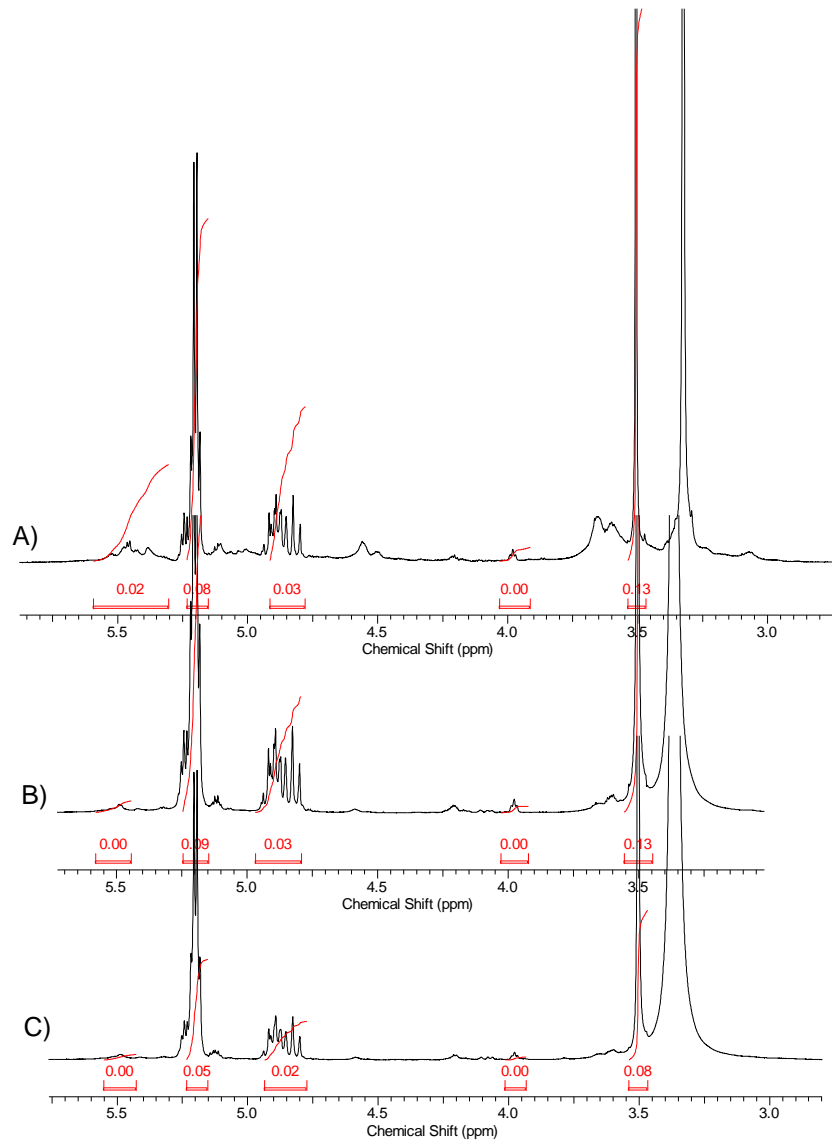 A)
0.02 0.08 0.03 0.00 0.13
5.5 5.0 4.5 4.0 3.5 3.0
Chemical Shift (ppm)
B)
0.00 0.09 0.03 0.00 0.13
5.5 5.0 4.5 4.0 3.5
Chemical Shift (ppm)
C)
0.00 0.05 0.02 0.00 0.08
5.5 5.0 4.5 4.0 3.5 3.0
Chemical Shift (ppm)